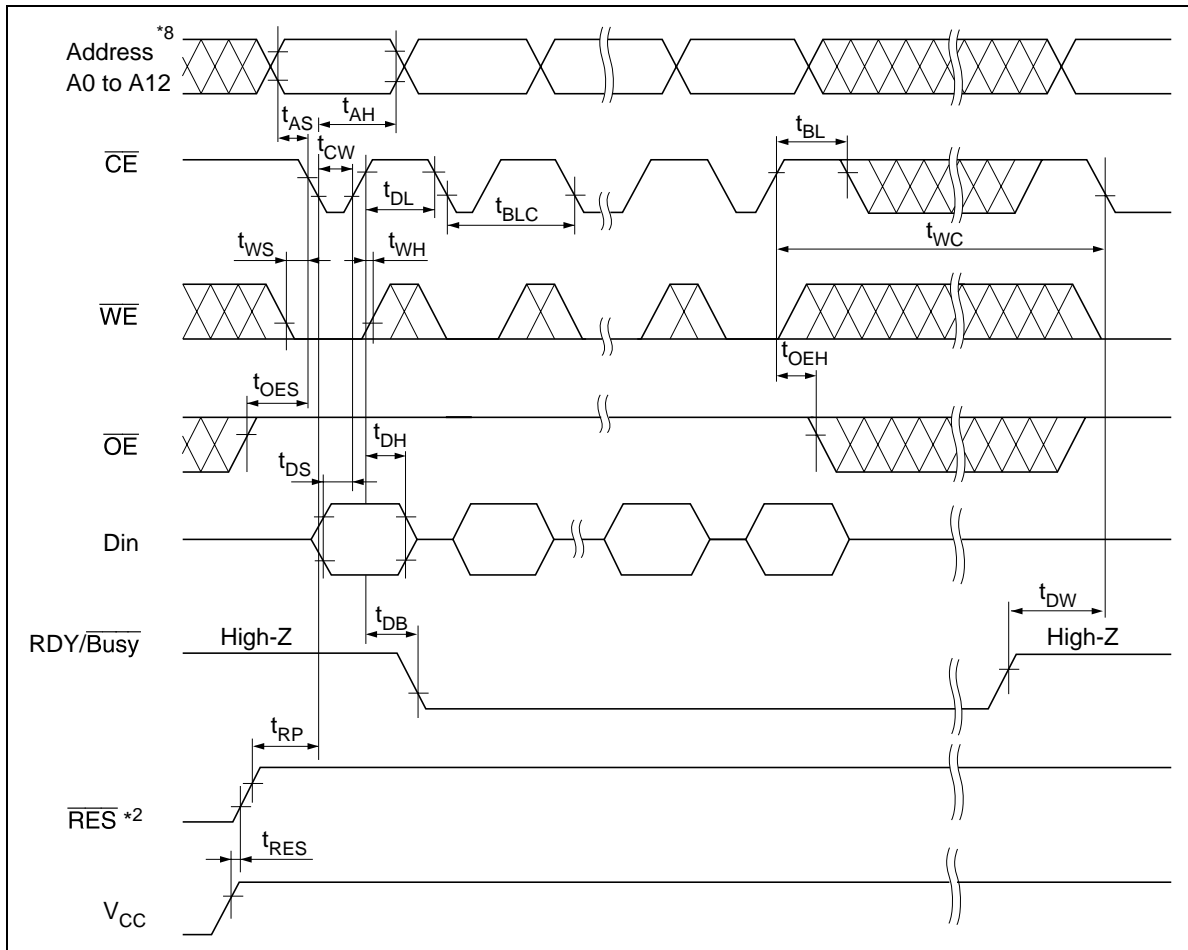 Address *8
A0 to A12
tAS
tAH
tBL
CE
tCW
tDL
tBLC
tWC
tWS
tWH
WE
tOEH
tOES
OE
tDH
tDS
Din
tDB
tDW
RDY/Busy
High-Z
High-Z
tRP
RES *2
tRES
VCC